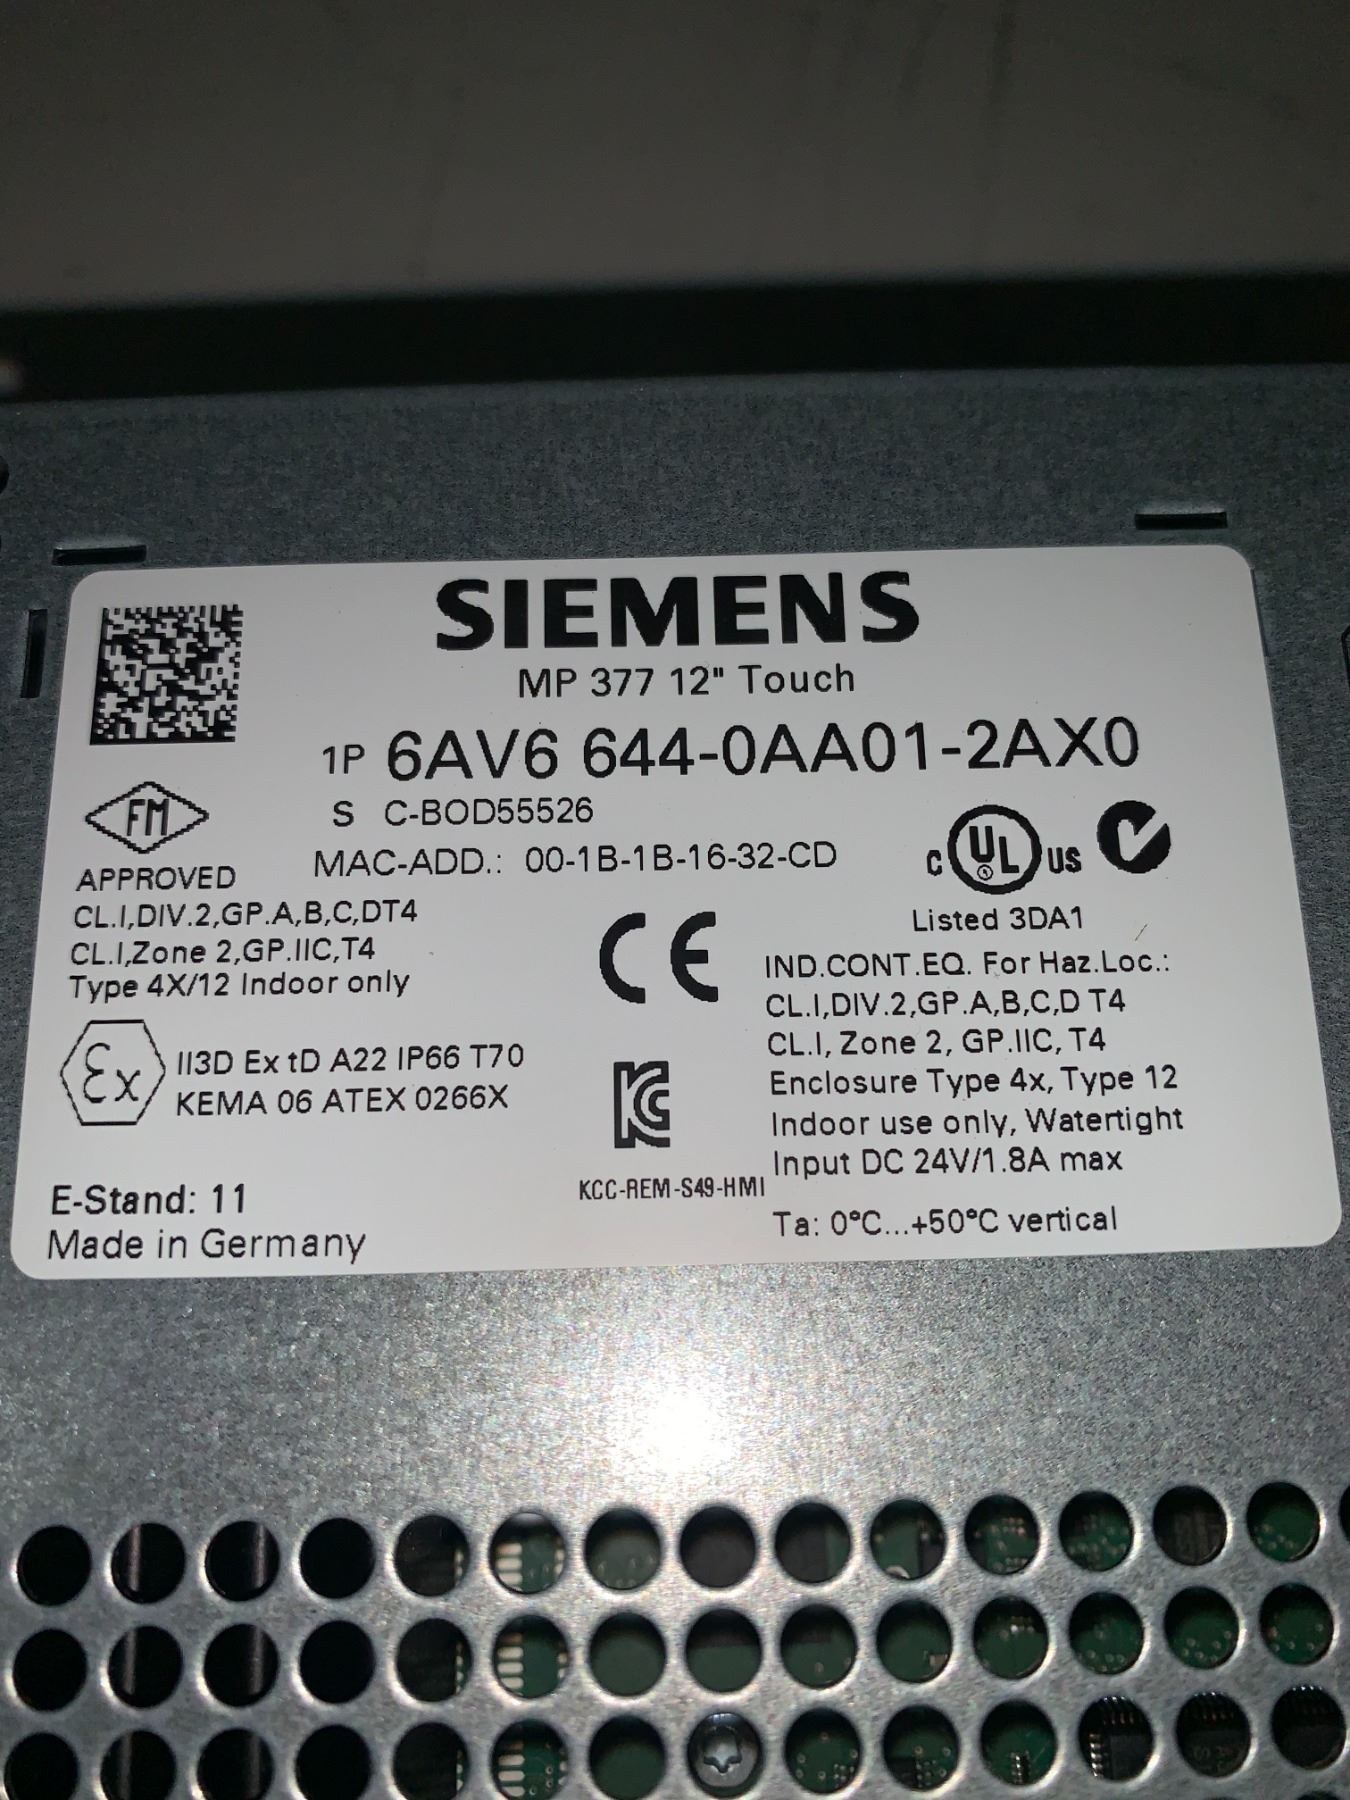 SIEMENS
MP 377 12" Touch
1P 6AV6 644-0AA01-2AX0
S C-BOD55526
MAC-ADD.: 00-1B-1B-16-32-CD
FM
APPROVED
CL.I,DIV.2,GP.A,B,C,DT4
CL.I,Zone 2,GP.IIC,T4
Type 4X/12 Indoor only
Ex II3D Ex tD A22 IP66 T70
KEMA 06 ATEX 0266X
E-Stand: 11
Made in Germany
CE
KCC-REM-S49-HMI
C UL US
Listed 3DA1
IND.CONT.EQ. For Haz.Loc.:
CL.I,DIV.2,GP.A,B,C,D T4
CL.I, Zone 2, GP.IIC, T4
Enclosure Type 4x, Type 12
Indoor use only, Watertight
Input DC 24V/1.8A max
Ta: 0°C...+50°C vertical